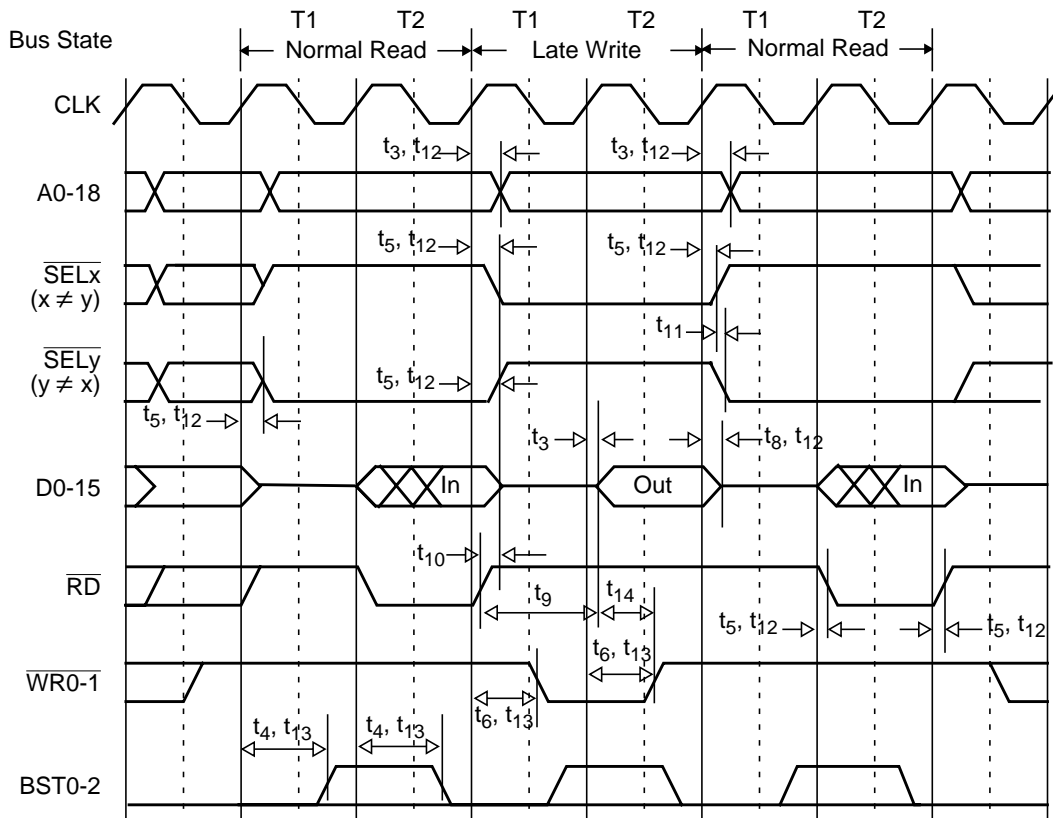 T1 T2 T1 T2 T1 T2
Bus State Normal Read Late Write Normal Read
CLK
t3, t12 t3, t12
A0-18
t5, t12 t5, t12
SELx
(x ≠ y)
t11
SELy
(y ≠ x)
t5, t12
t5, t12
t3 t8, t12
D0-15 In Out In
t10
RD
t9 t14
t5, t12 t5, t12
t6, t13
WR0-1
t6, t13
t4, t13 t4, t13
BST0-2